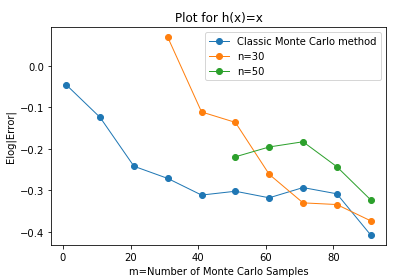 Plot for h(x)=x
Classic Monte Carlo method
n=30
n=50
Elog|Error|
0.0
−0.1
−0.2
−0.3
−0.4
0 20 40 60 80
m=Number of Monte Carlo Samples